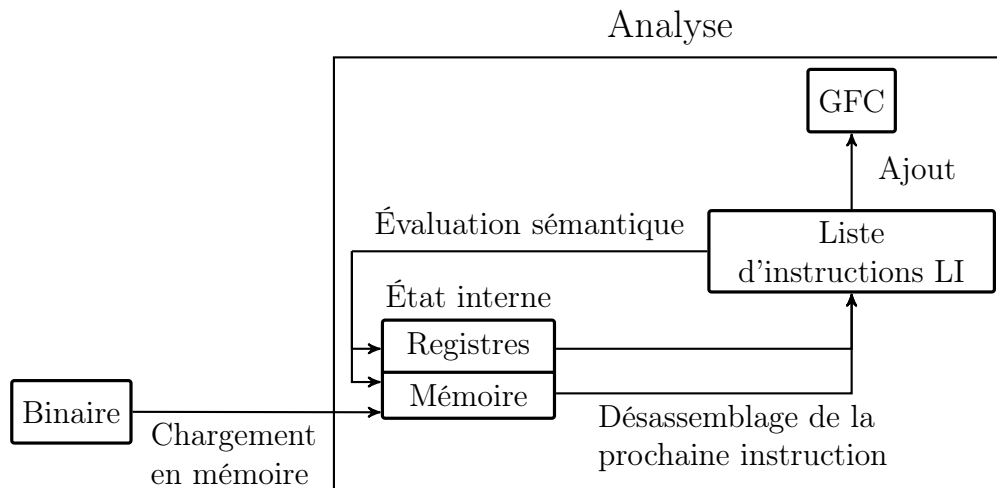 Analyse
GFC
Ajout
Évaluation sémantique
Liste
d'instructions LI
État interne
Registres
Mémoire
Binaire
Chargement
en mémoire
Désassemblage de la
prochaine instruction